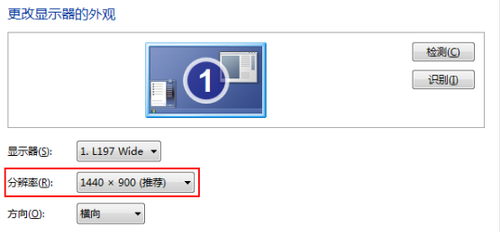 更改显示器的外观
1
检测(C)
识别(I)
显示器(S): 1. L197 Wide
分辨率(R): 1440 × 900 (推荐)
方向(O): 横向